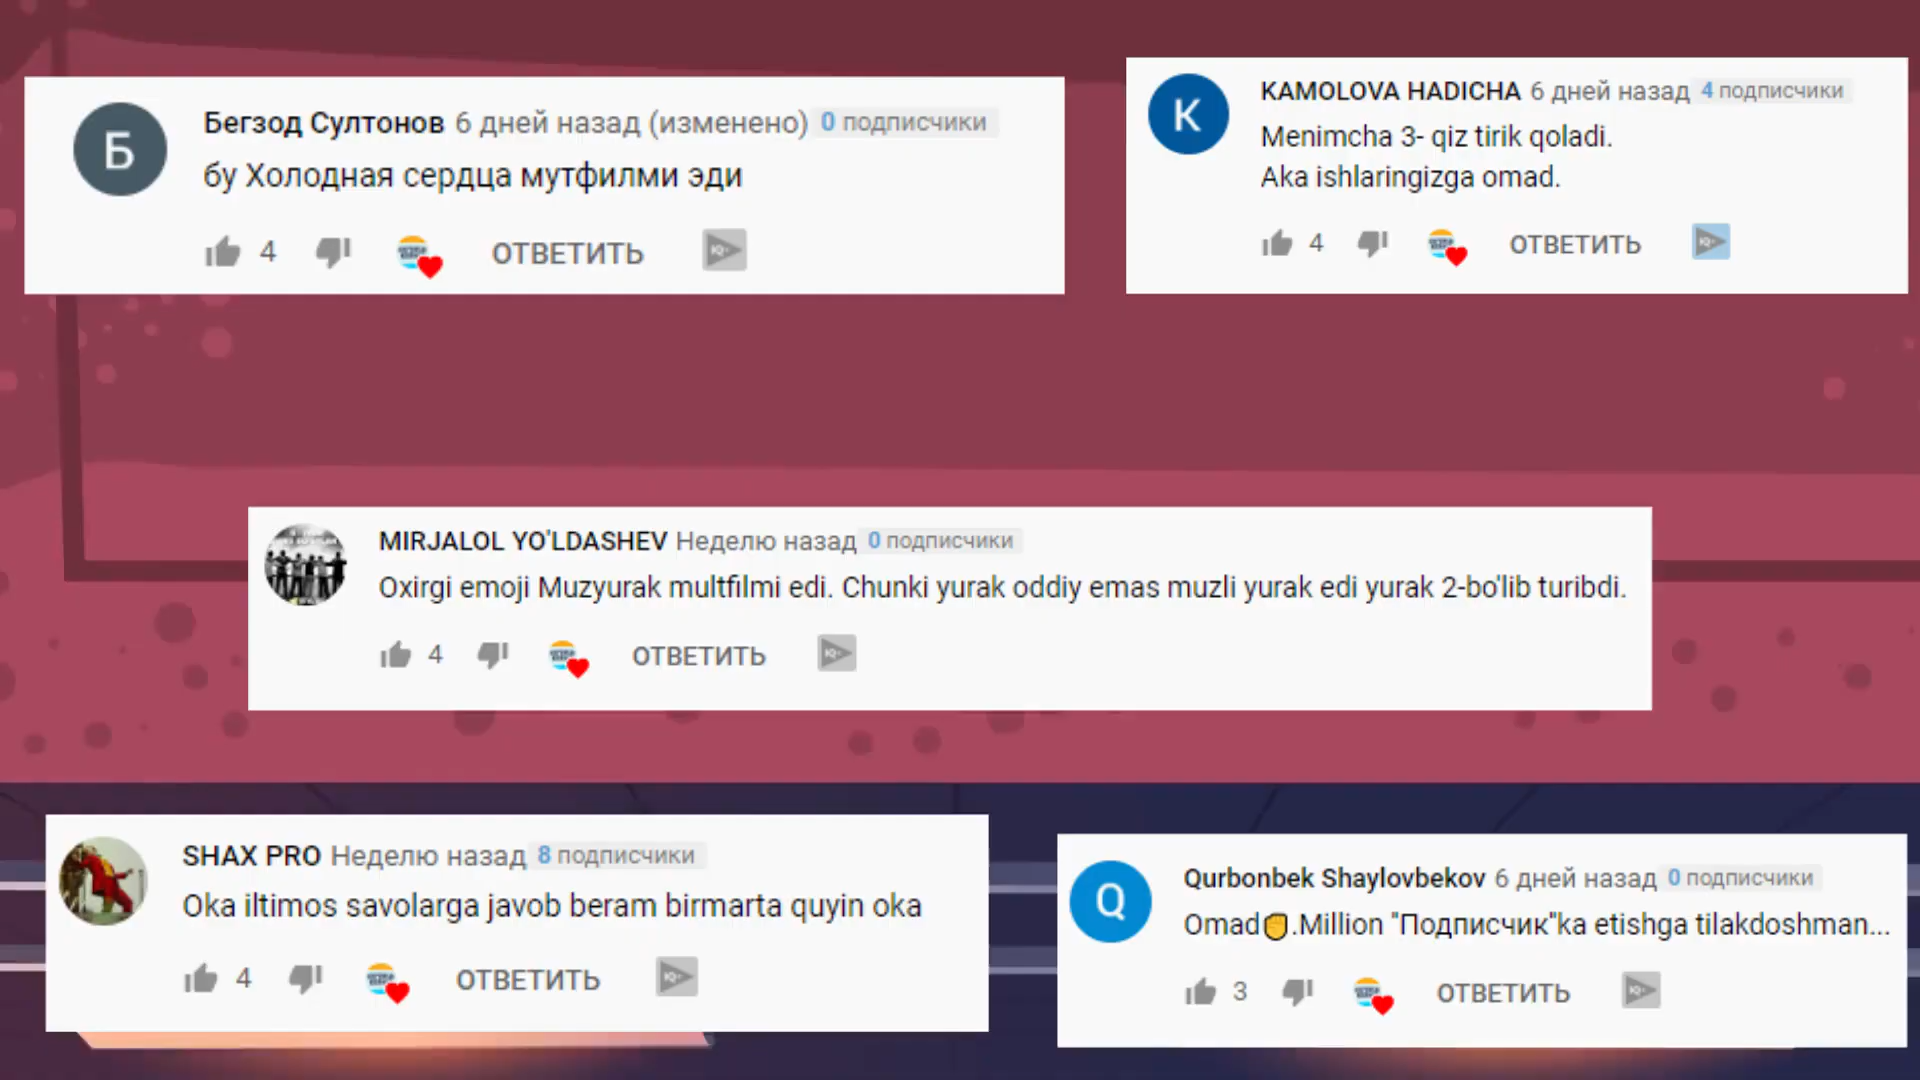 Бегзод Султонов 6 дней назад (изменено) 0 подписчики
бу Холодная сердца мутфилми эди
4 ОТВЕТИТЬ
KAMOLOVA HADICHA 6 дней назад 4 подписчики
Menimcha 3- qiz tirik qoladi.
Aka ishlaringizga omad.
4 ОТВЕТИТЬ
MIRJALOL YO'LDASHEV Неделю назад 0 подписчики
Oxirgi emoji Muzyurak multfilmi edi. Chunki yurak oddiy emas muzli yurak edi yurak 2-bo'lib turibdi.
4 ОТВЕТИТЬ
SHAX PRO Неделю назад 8 подписчики
Oka iltimos savolarga javob beram birmarta quyin oka
4 ОТВЕТИТЬ
Qurbonbek Shaylovbekov 6 дней назад 0 подписчики
Omad✊.Million "Подписчик"ka etishga tilakdoshman...
3 ОТВЕТИТЬ